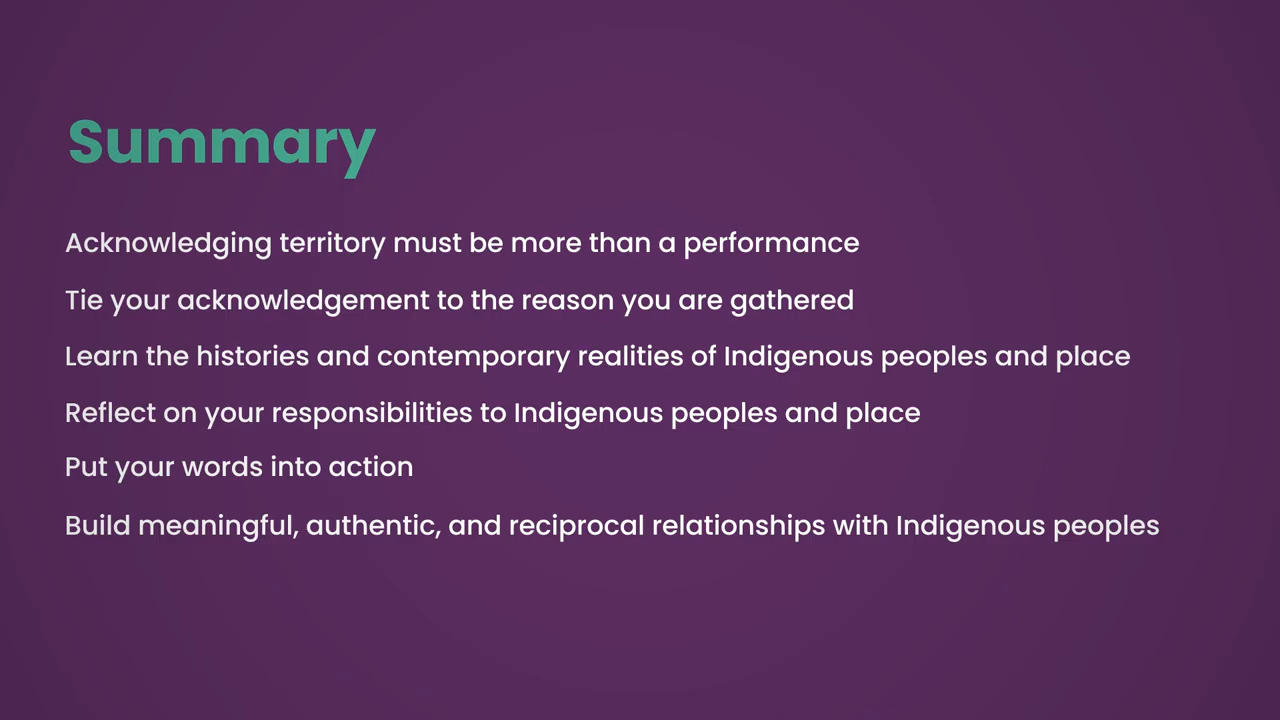 Summary
Acknowledging territory must be more than a performance
Tie your acknowledgement to the reason you are gathered
Learn the histories and contemporary realities of Indigenous peoples and place
Reflect on your responsibilities to Indigenous peoples and place
Put your words into action
Build meaningful, authentic, and reciprocal relationships with Indigenous peoples